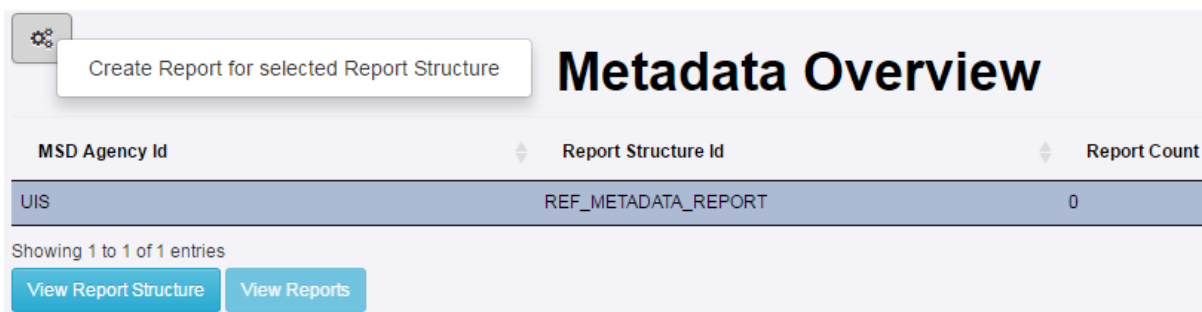 Create Report for selected Report Structure
Metadata Overview
MSD Agency Id Report Structure Id Report Count
UIS REF_METADATA_REPORT 0
Showing 1 to 1 of 1 entries
View Report Structure View Reports